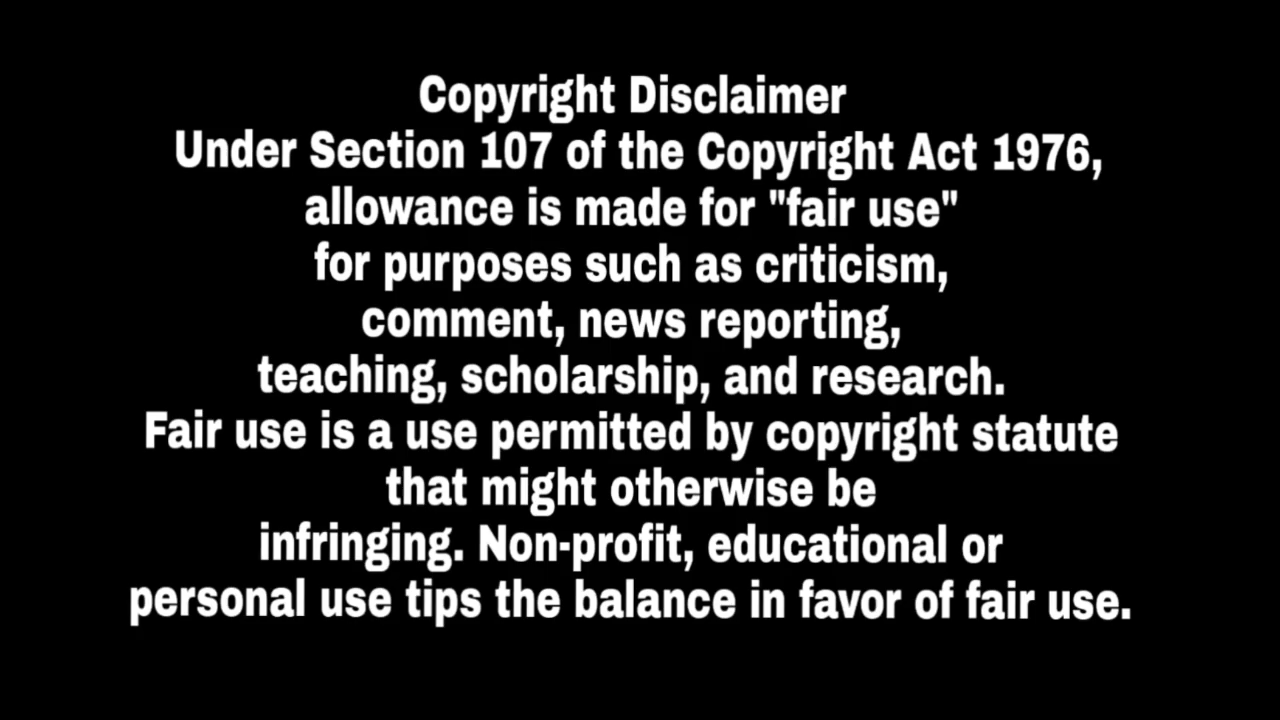 Copyright Disclaimer
Under Section 107 of the Copyright Act 1976,
allowance is made for "fair use"
for purposes such as criticism,
comment, news reporting,
teaching, scholarship, and research.
Fair use is a use permitted by copyright statute
that might otherwise be
infringing. Non-profit, educational or
personal use tips the balance in favor of fair use.